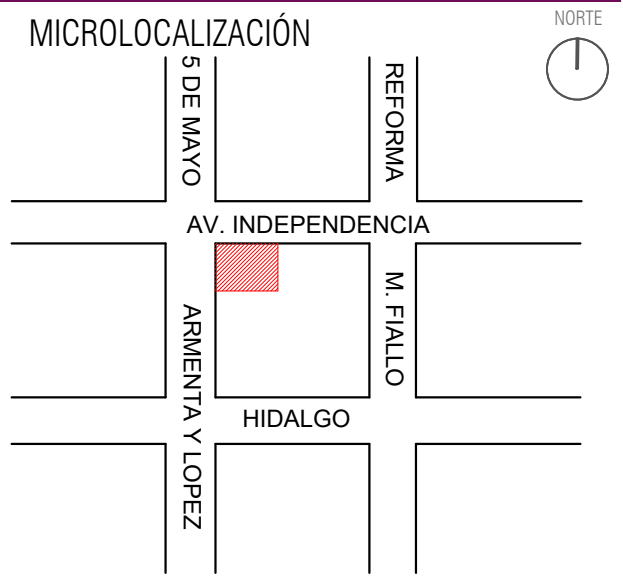 MICROLOCALIZACIÓN
NORTE
5 DE MAYO
REFORMA
AV. INDEPENDENCIA
ARMENTA Y LOPEZ
M. FIALLO
HIDALGO